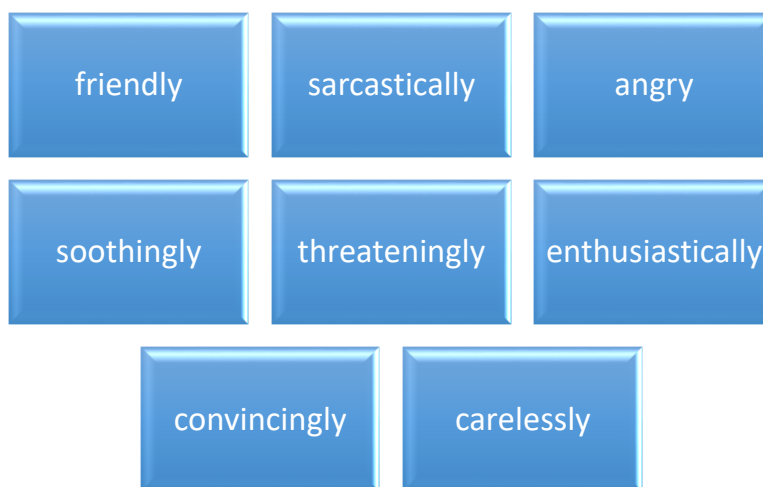 friendly
sarcastically
angry
soothingly
threateningly
enthusiastically
convincingly
carelessly